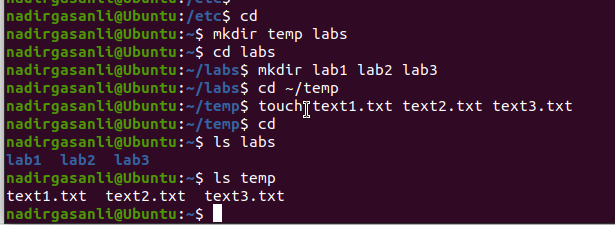 nadirgasanli@Ubuntu:/etc$ cd
nadirgasanli@Ubuntu:~$ mkdir temp labs
nadirgasanli@Ubuntu:~$ cd labs
nadirgasanli@Ubuntu:~/labs$ mkdir lab1 lab2 lab3
nadirgasanli@Ubuntu:~/labs$ cd ~/temp
nadirgasanli@Ubuntu:~/temp$ touch text1.txt text2.txt text3.txt
nadirgasanli@Ubuntu:~/temp$ cd
nadirgasanli@Ubuntu:~$ ls labs
lab1  lab2  lab3
nadirgasanli@Ubuntu:~$ ls temp
text1.txt  text2.txt  text3.txt
nadirgasanli@Ubuntu:~$